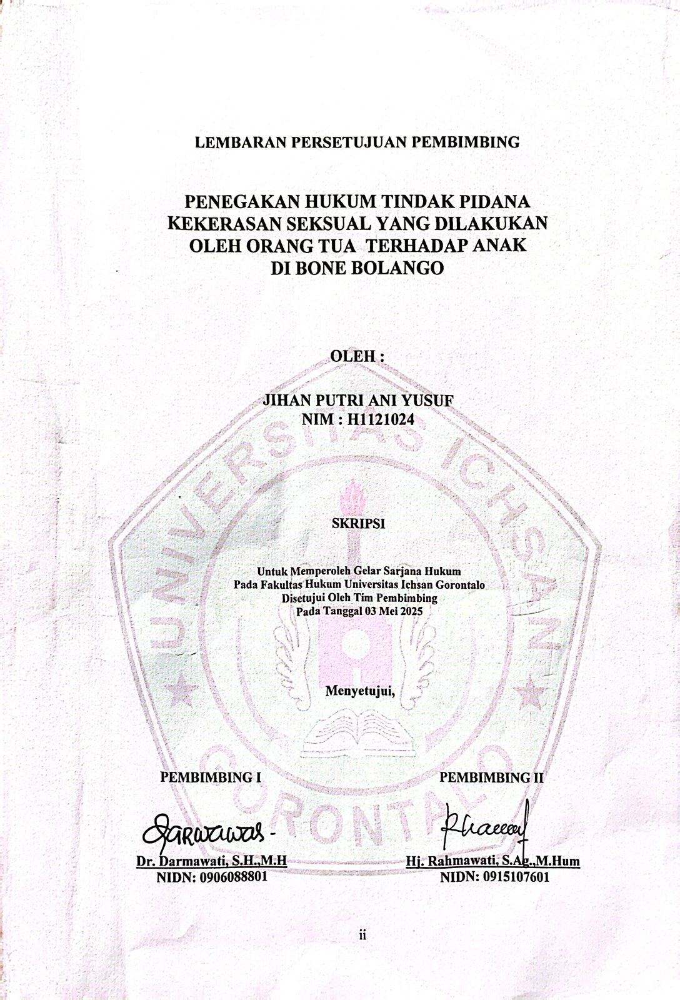 LEMBARAN PERSETUJUAN PEMBIMBING
PENEGAKAN HUKUM TINDAK PIDANA
KEKERASAN SEKSUAL YANG DILAKUKAN
OLEH ORANG TUA TERHADAP ANAK
DI BONE BOLANGO
OLEH :
JIHAN PUTRI ANI YUSUF
NIM : H1121024
UNIVERSITAS ICHSAN
SKRIPSI
Untuk Memperoleh Gelar Sarjana Hukum
Pada Fakultas Hukum Universitas Ichsan Gorontalo
Disetujui Oleh Tim Pembimbing
Pada Tanggal 03 Mei 2025
Menyetujui,
PEMBIMBING I PEMBIMBING II
GORONTALO
Darwawas- 
Dr. Darmawati, S.H.,M.H Hj. Rahmawati, S.Ag.,M.Hum
NIDN: 0906088801 NIDN: 0915107601
ii